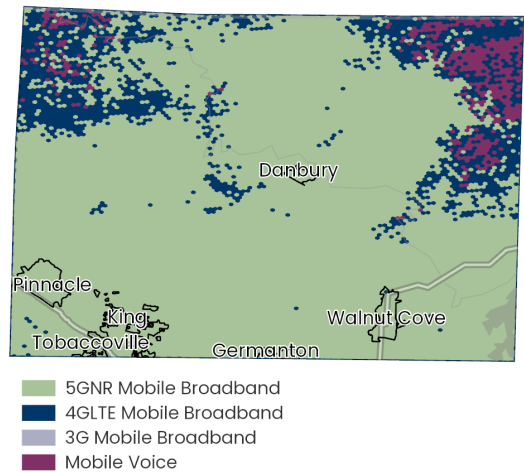 Danbury
Pinnacle
King
Walnut Cove
Tobaccoville
Germanton
5GNR Mobile Broadband
4GLTE Mobile Broadband
3G Mobile Broadband
Mobile Voice